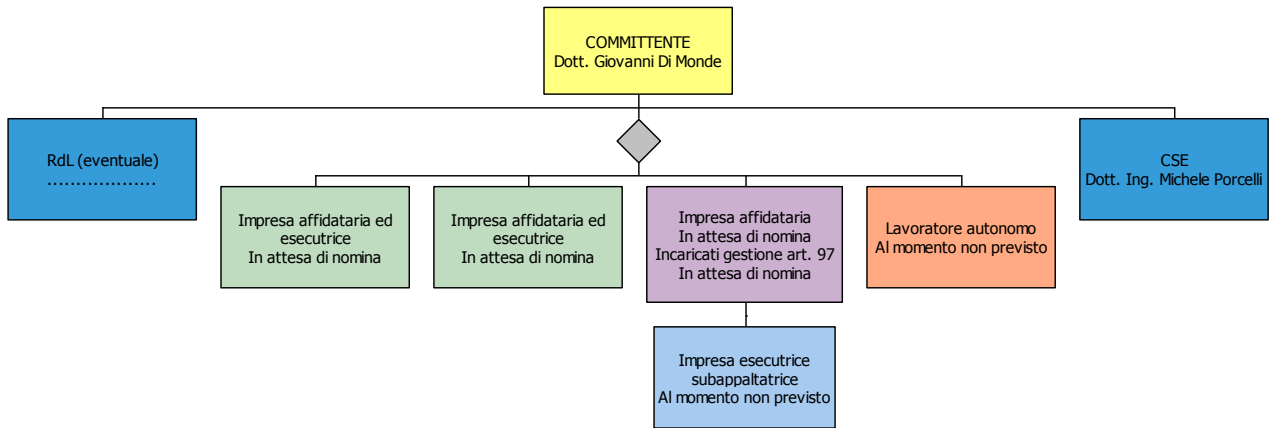 COMMITTENTE
Dott. Giovanni Di Monde
RdL (eventuale)
...................
CSE
Dott. Ing. Michele Porcelli
Impresa affidataria ed
esecutrice
In attesa di nomina
Impresa affidataria ed
esecutrice
In attesa di nomina
Impresa affidataria
In attesa di nomina
Incaricati gestione art. 97
In attesa di nomina
Lavoratore autonomo
Al momento non previsto
Impresa esecutrice
subappaltatrice
Al momento non previsto